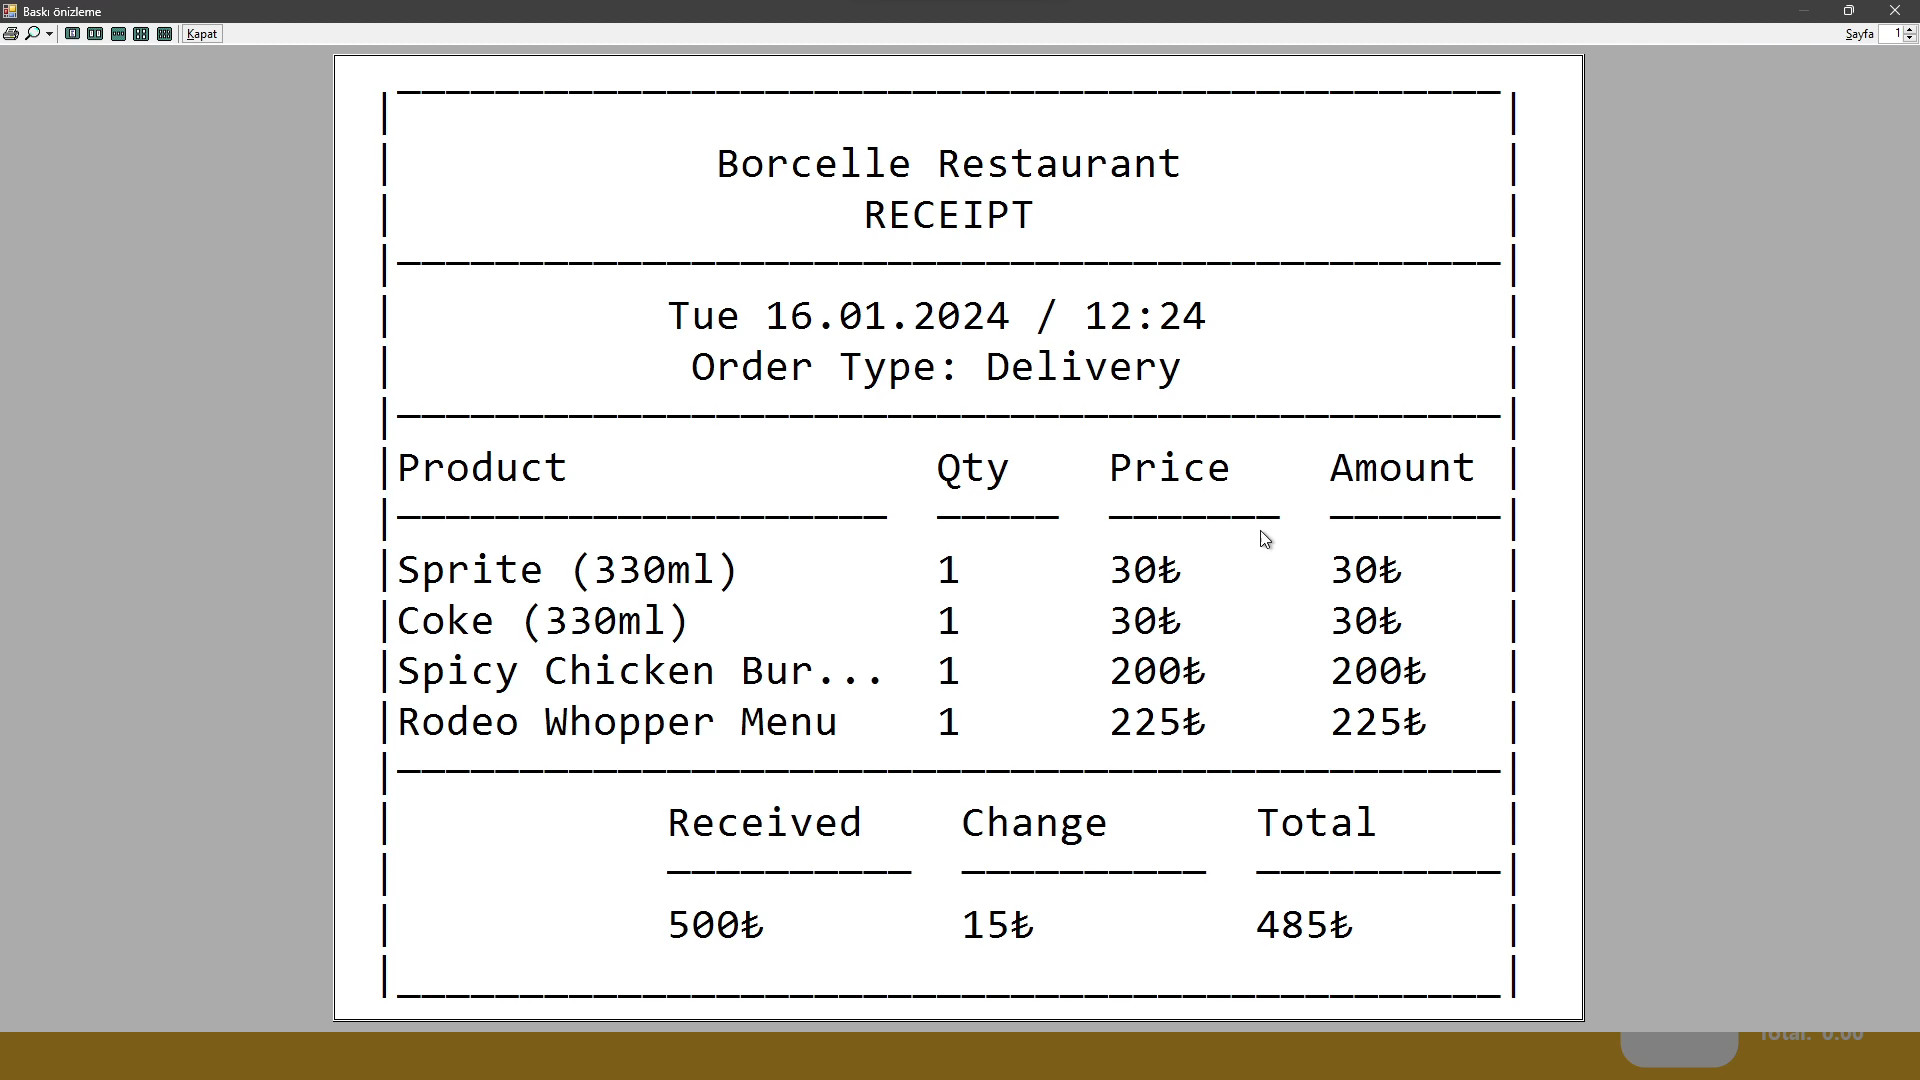 Baskı önizleme
Kapat
Sayfa 1
Borcelle Restaurant
RECEIPT
Tue 16.01.2024 / 12:24
Order Type: Delivery
Product Qty Price Amount
Sprite (330ml) 1 30₺ 30₺
Coke (330ml) 1 30₺ 30₺
Spicy Chicken Bur... 1 200₺ 200₺
Rodeo Whopper Menu 1 225₺ 225₺
Received Change Total
500₺ 15₺ 485₺
Total: 0.00